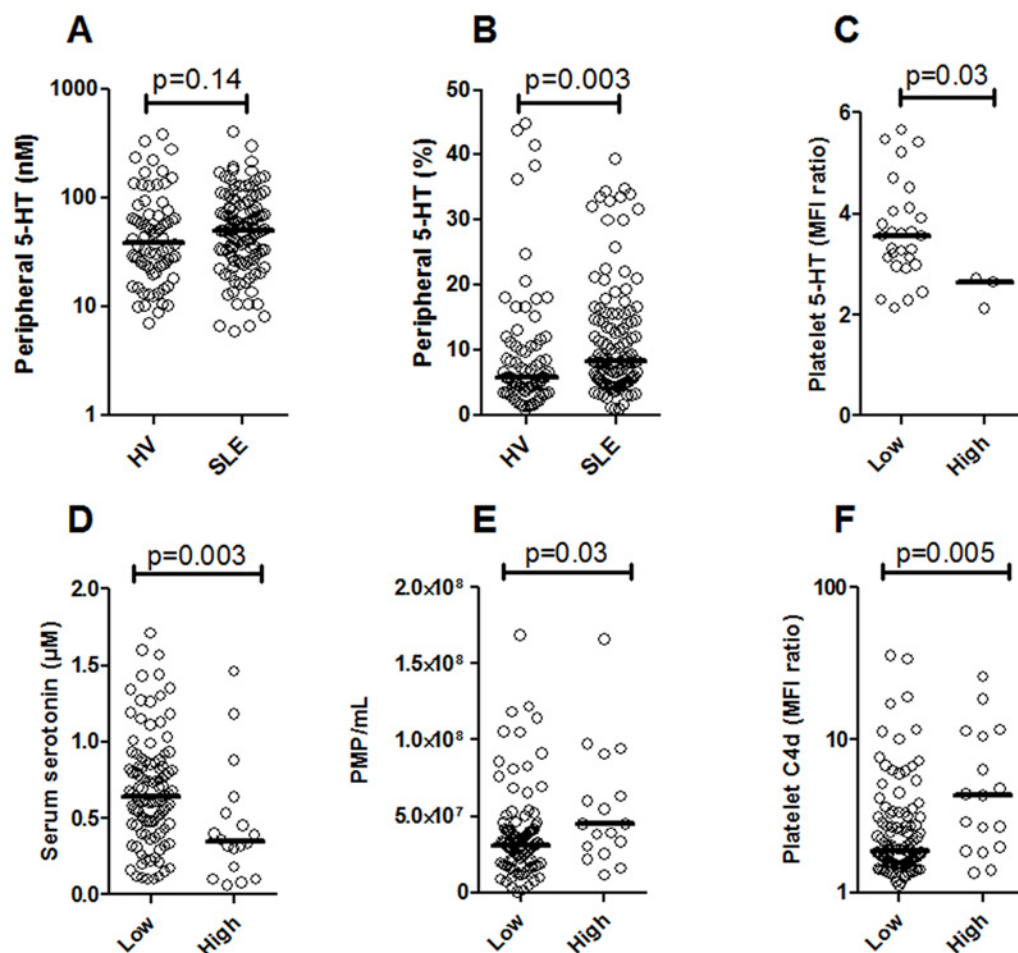 A
p=0.14
Peripheral 5-HT (nM)
1000
100
10
1
HV
SLE
B
p=0.003
Peripheral 5-HT (%)
50
40
30
20
10
0
HV
SLE
C
p=0.03
Platelet 5-HT (MFI ratio)
6
4
2
0
Low
High
D
p=0.003
Serum serotonin (µM)
2.0
1.5
1.0
0.5
0.0
Low
High
E
p=0.03
PMP/mL
2.0×10⁸
1.5×10⁸
1.0×10⁸
5.0×10⁷
0
Low
High
F
p=0.005
Platelet C4d (MFI ratio)
100
10
1
Low
High